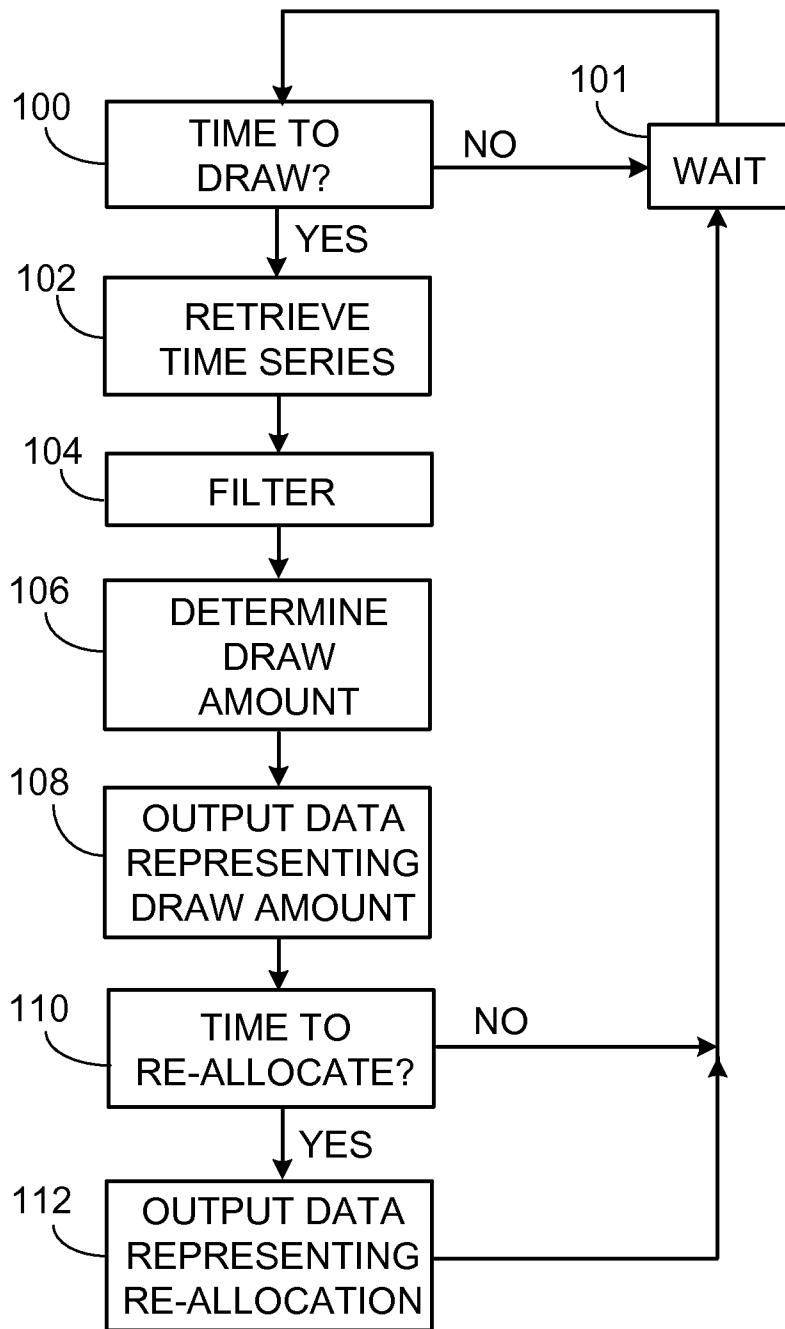 100
TIME TO
DRAW?
NO
101
WAIT
YES
102
RETRIEVE
TIME SERIES
104
FILTER
106
DETERMINE
DRAW
AMOUNT
108
OUTPUT DATA
REPRESENTING
DRAW AMOUNT
110
TIME TO
RE-ALLOCATE?
NO
YES
112
OUTPUT DATA
REPRESENTING
RE-ALLOCATION